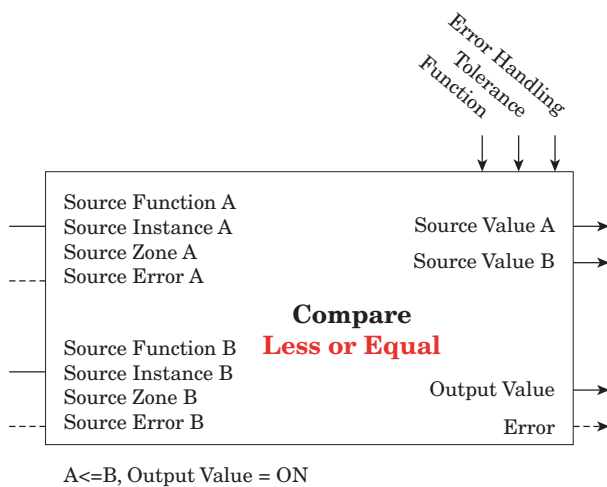 Error Handling
Tolerance
Function
Source Function A
Source Instance A
Source Zone A
Source Error A
Source Value A
Source Value B
Compare
Less or Equal
Source Function B
Source Instance B
Source Zone B
Source Error B
Output Value
Error
A<=B, Output Value = ON